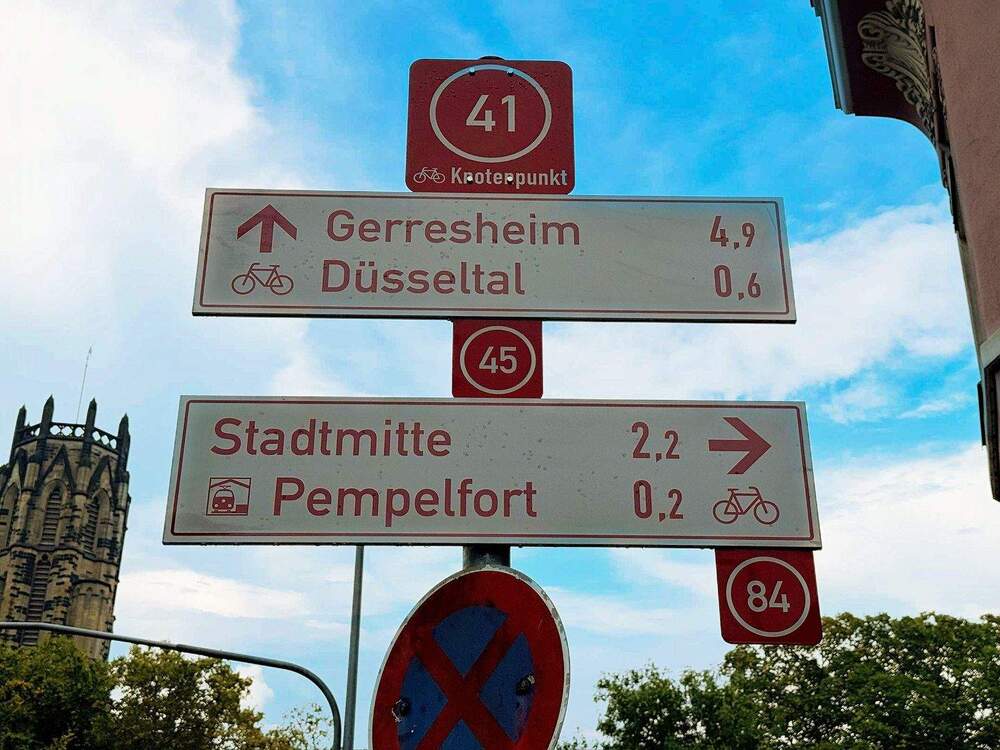 41
Knotenpunkt
Gerresheim 4,9
Düsseltal 0,6
45
Stadtmitte 2,2
Pempelfort 0,2
84